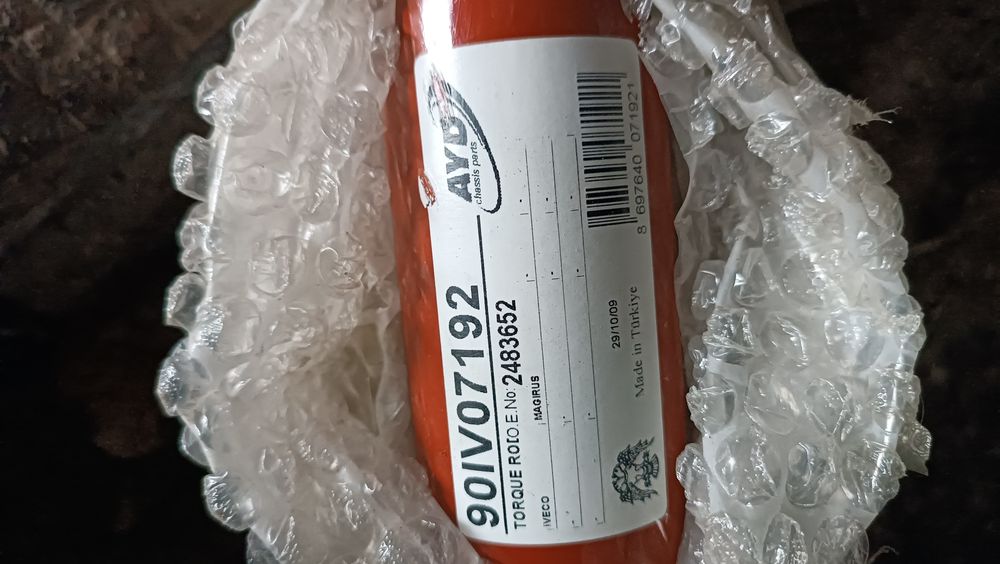 AYD
chassis parts
90IV07192
TORQUE ROD O.E. No: 2483652
IVECO MAGIRUS
8 697640 071921
29/10/09
Made in Türkiye